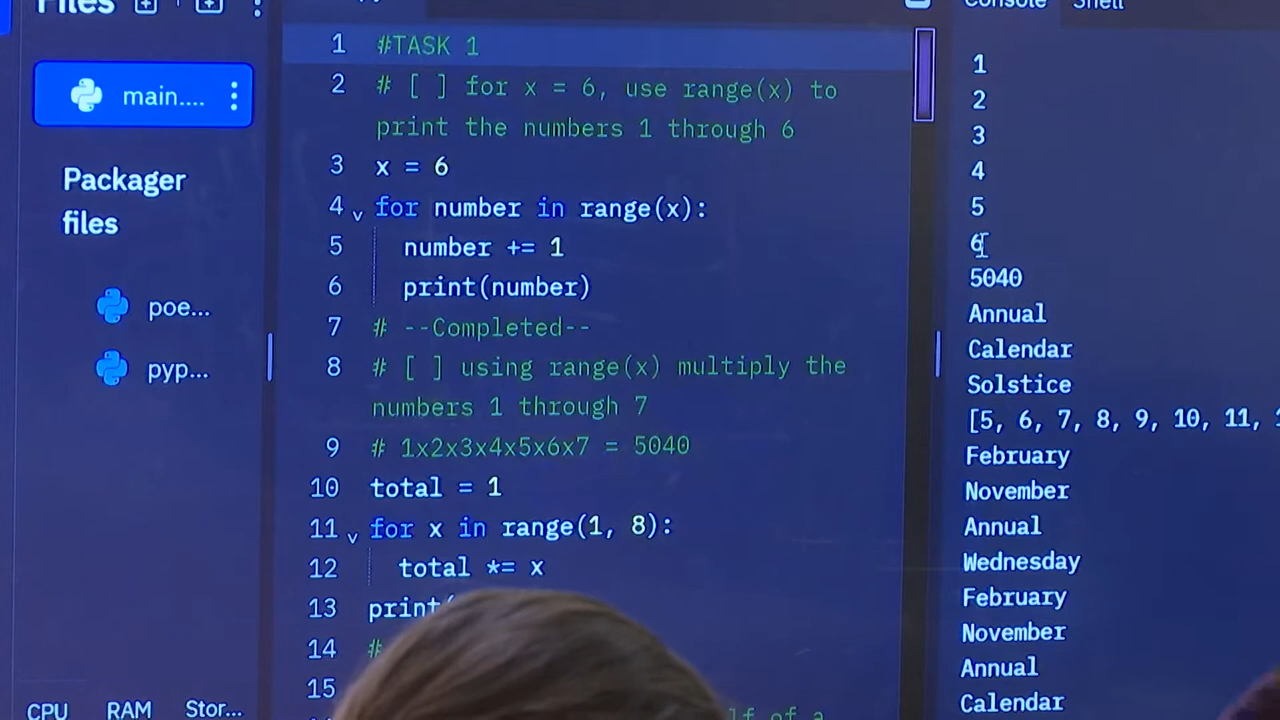 Files
main....
Packager
files
poe...
pyp...
CPU RAM Stor...
1 #TASK 1
2 # [ ] for x = 6, use range(x) to
print the numbers 1 through 6
3 x = 6
4 for number in range(x):
5 number += 1
6 print(number)
7 # --Completed--
8 # [ ] using range(x) multiply the
numbers 1 through 7
9 # 1x2x3x4x5x6x7 = 5040
10 total = 1
11 for x in range(1, 8):
12 total *= x
13 print(
14 #
15
of a
Console Shell
1
2
3
4
5
6
5040
Annual
Calendar
Solstice
[5, 6, 7, 8, 9, 10, 11,
February
November
Annual
Wednesday
February
November
Annual
Calendar